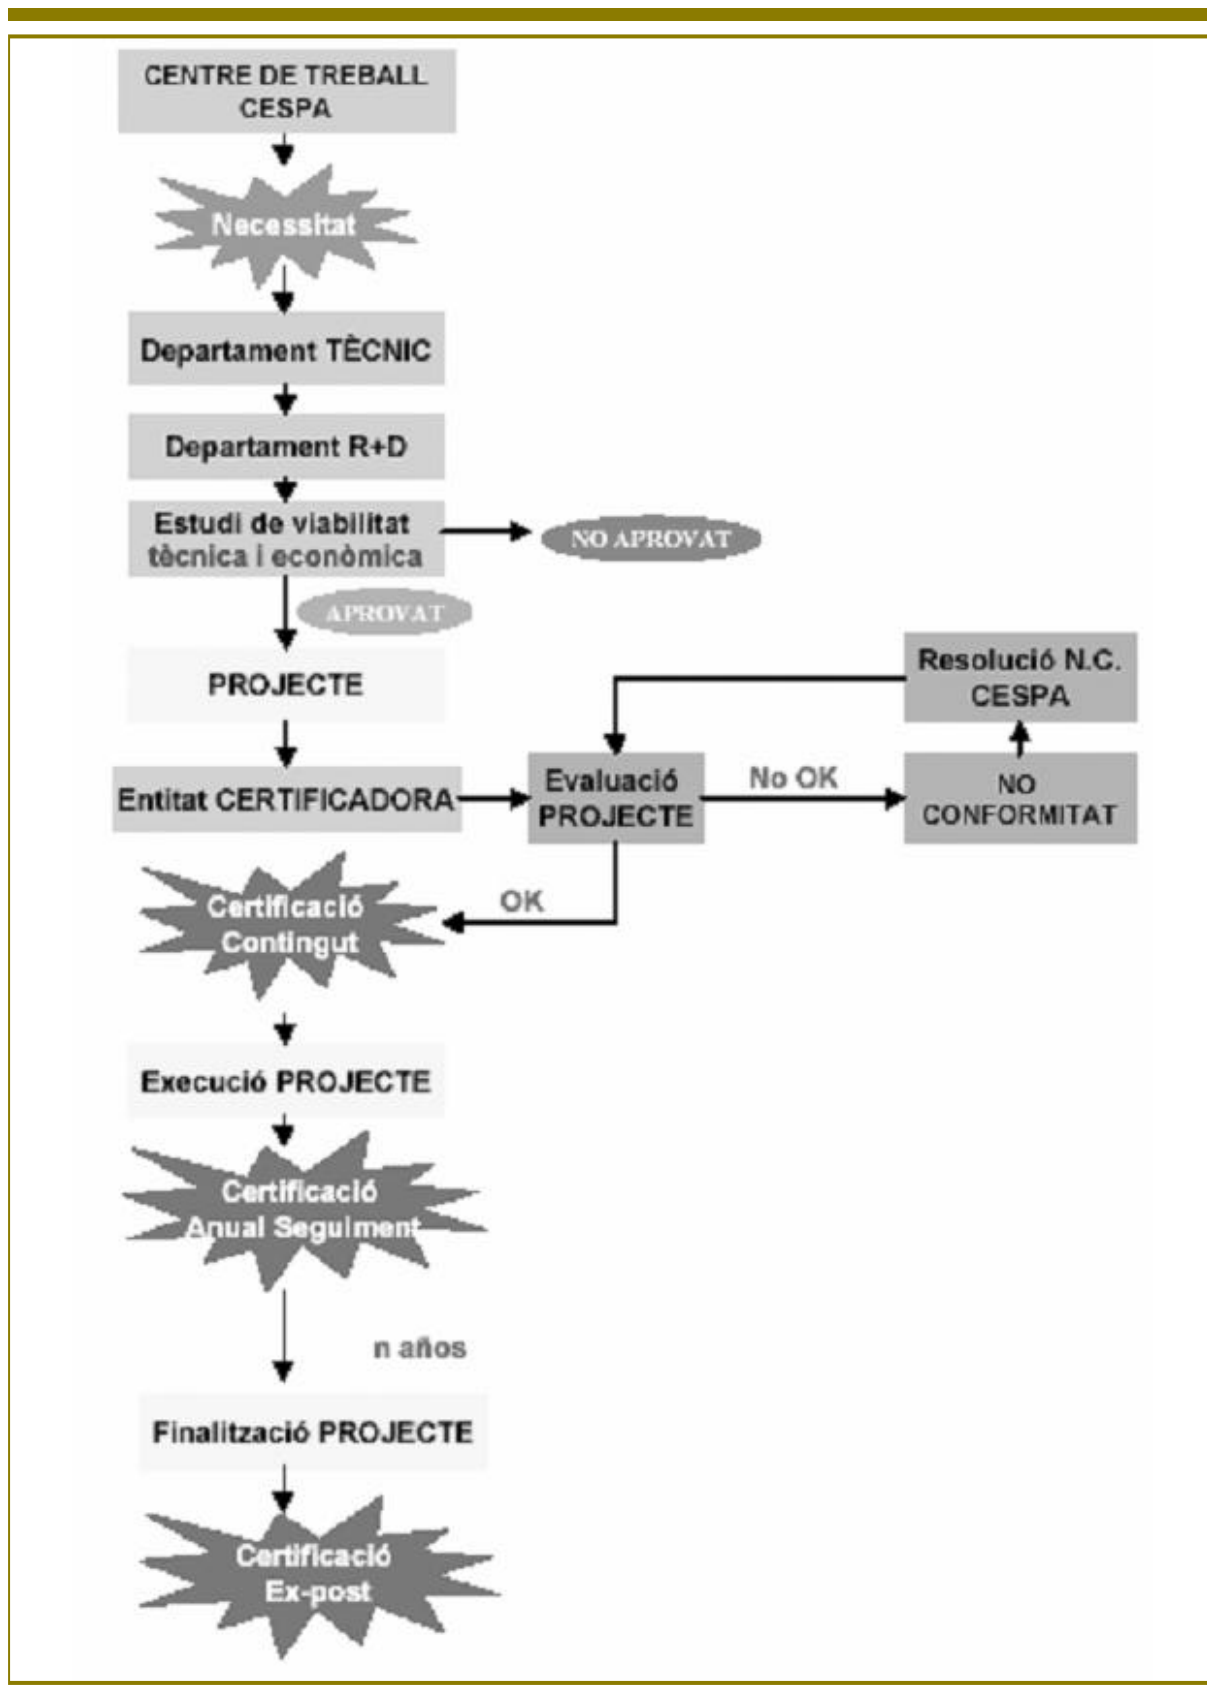 CENTRE DE TREBALL
CESPA
Necessitat
Departament TÈCNIC
Departament R+D
Estudi de viabilitat
tècnica i econòmica
NO APROVAT
APROVAT
PROJECTE
Resolució N.C.
CESPA
Entitat CERTIFICADORA
Evaluació
PROJECTE
No OK
NO
CONFORMITAT
OK
Certificació
Contingut
Execució PROJECTE
Certificació
Anual Seguiment
n años
Finalització PROJECTE
Certificació
Ex-post